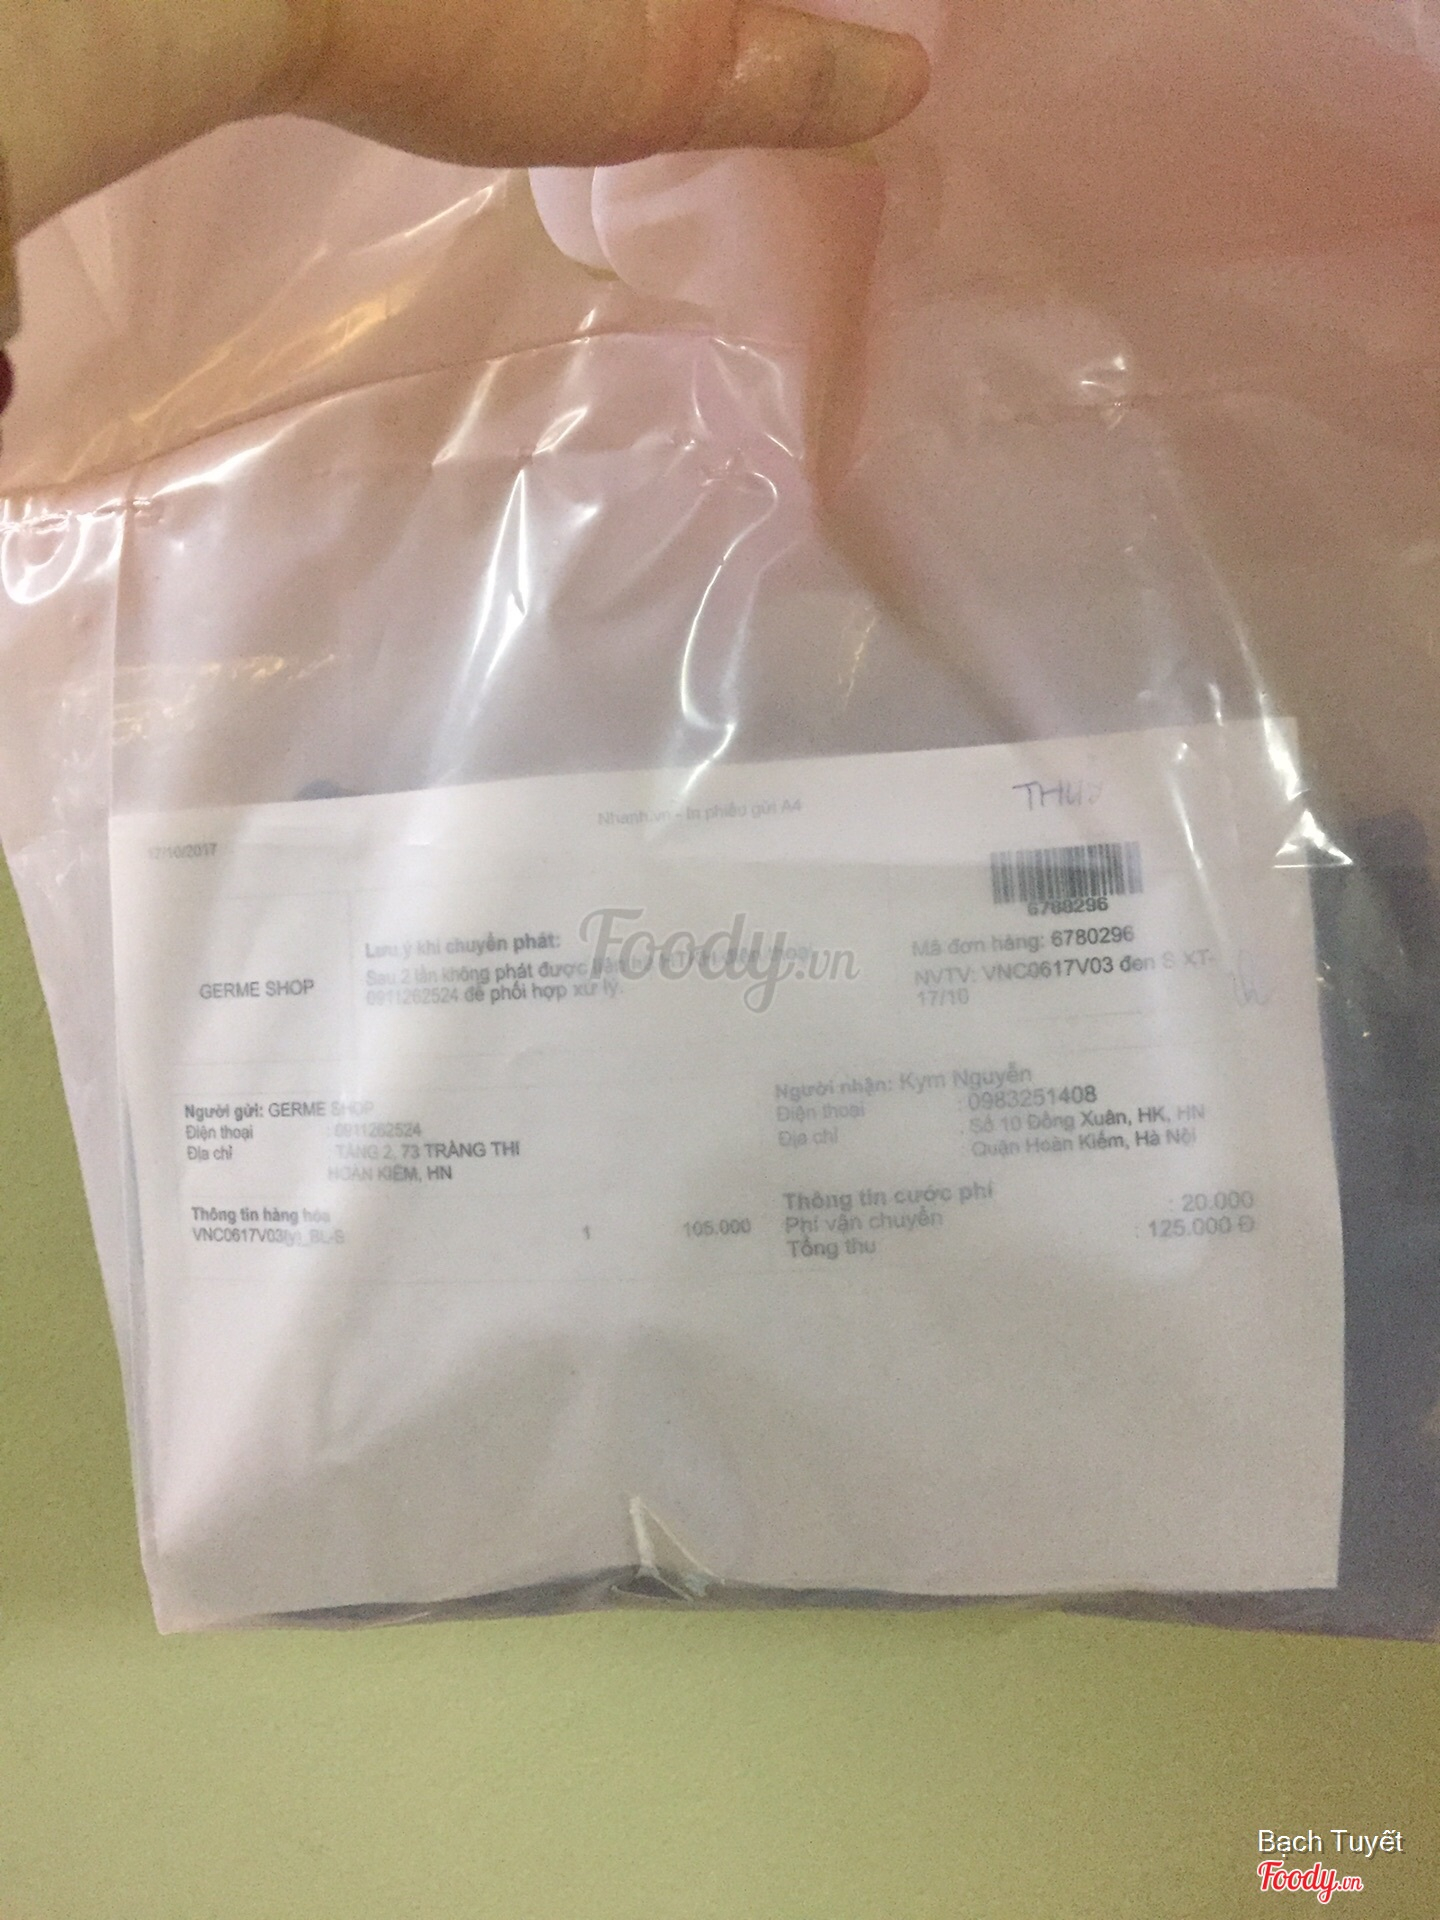 THUỶ
Nhanh.vn - In phiếu gửi A4
17/10/2017
6780296
GERME SHOP
Lưu ý khi chuyển phát:
Sau 2 lần không phát được
0911262524 để phối hợp xử lý.
Mã đơn hàng: 6780296
NVTV: VNC0617V03 đen S XT-
17/10
Người gửi: GERME SHOP
Điện thoại : 0911262524
Địa chỉ : TẦNG 2, 73 TRÀNG THI
HOÀN KIẾM, HN
Người nhận: Kym Nguyễn
Điện thoại : 0983251408
Địa chỉ : Số 10 Đồng Xuân, HK, HN
Quận Hoàn Kiếm, Hà Nội
Thông tin hàng hóa
VNC0617V03(y)_BL-S 1 105.000
Thông tin cước phí
Phí vận chuyển : 20.000
Tổng thu : 125.000 Đ
Foody.vn
Bạch Tuyết
Foody.vn